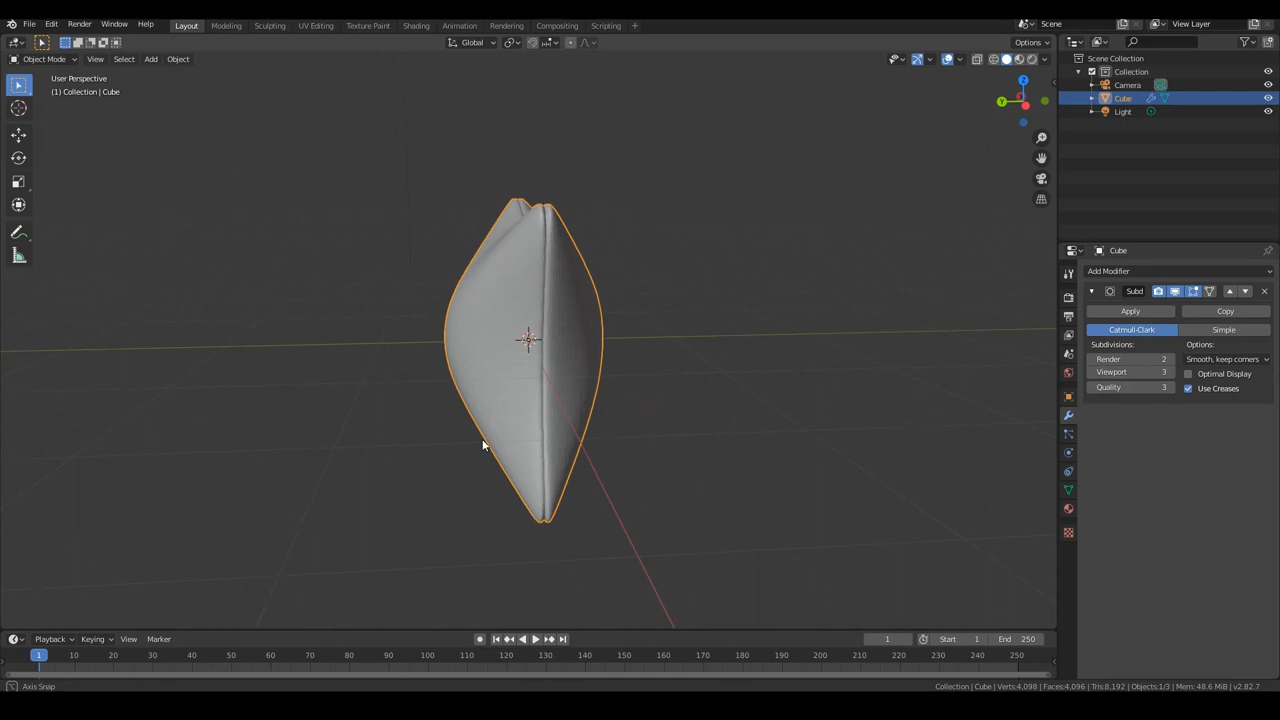 File Edit Render Window Help Layout Modeling Sculpting UV Editing Texture Paint Shading Animation Rendering Compositing Scripting + Scene View Layer
Global Options
Object Mode View Select Add Object
User Perspective
(1) Collection | Cube
Z
Y
Scene Collection
Collection
Camera
Cube
Light
Cube
Add Modifier
Subd
Apply Copy
Catmull-Clark Simple
Subdivisions: Options:
Render 2 Smooth, keep corners
Viewport 3 Optimal Display
Quality 3 Use Creases
Playback Keying View Marker 1 Start 1 End 250
1 10 20 30 40 50 60 70 80 90 100 110 120 130 140 150 160 170 180 190 200 210 220 230 240 250
Axis Snap Collection | Cube | Verts:4,098 | Faces:4,096 | Tris:8,192 | Objects:1/3 | Mem: 48.6 MiB | v2.82.7